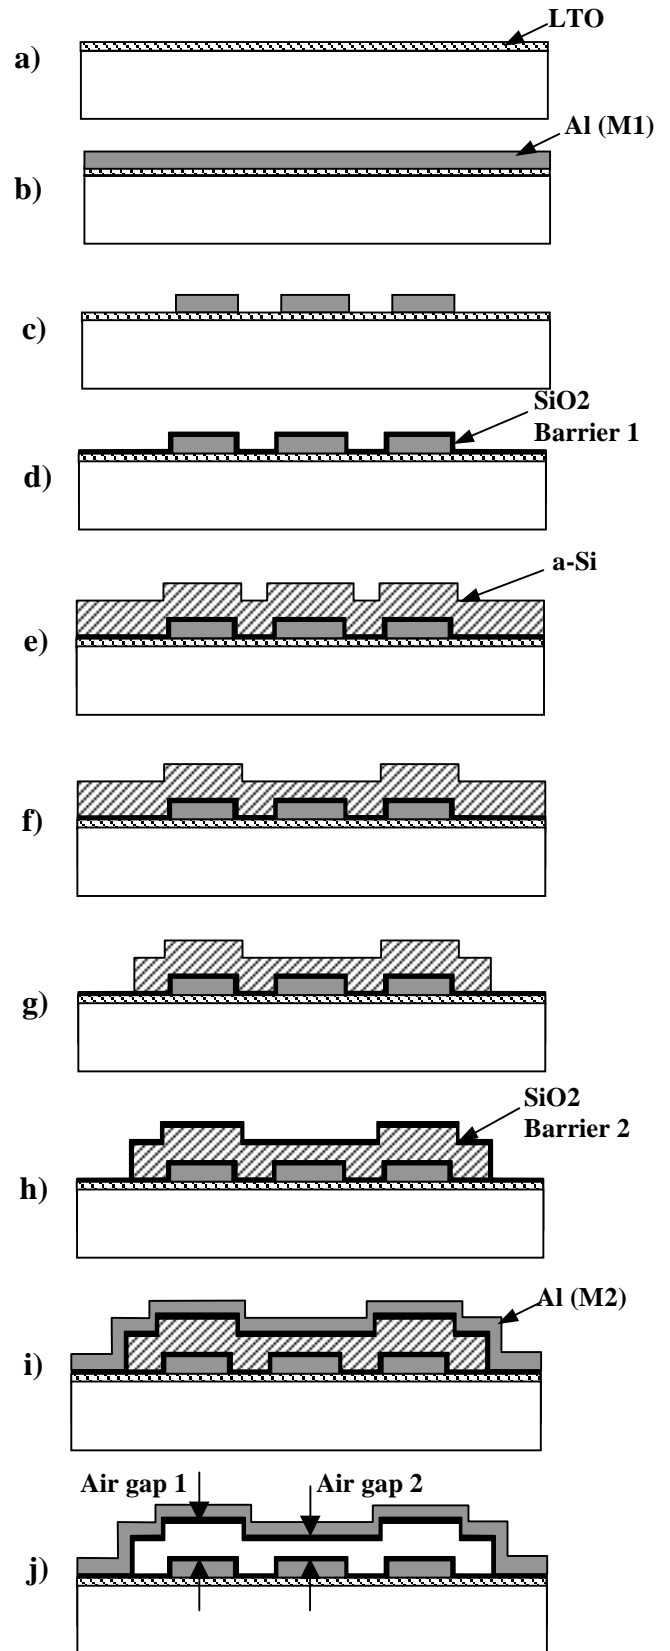 LTO
a)
Al (M1)
b)
c)
SiO2
Barrier 1
d)
a-Si
e)
f)
g)
SiO2
Barrier 2
h)
Al (M2)
i)
Air gap 1
Air gap 2
j)